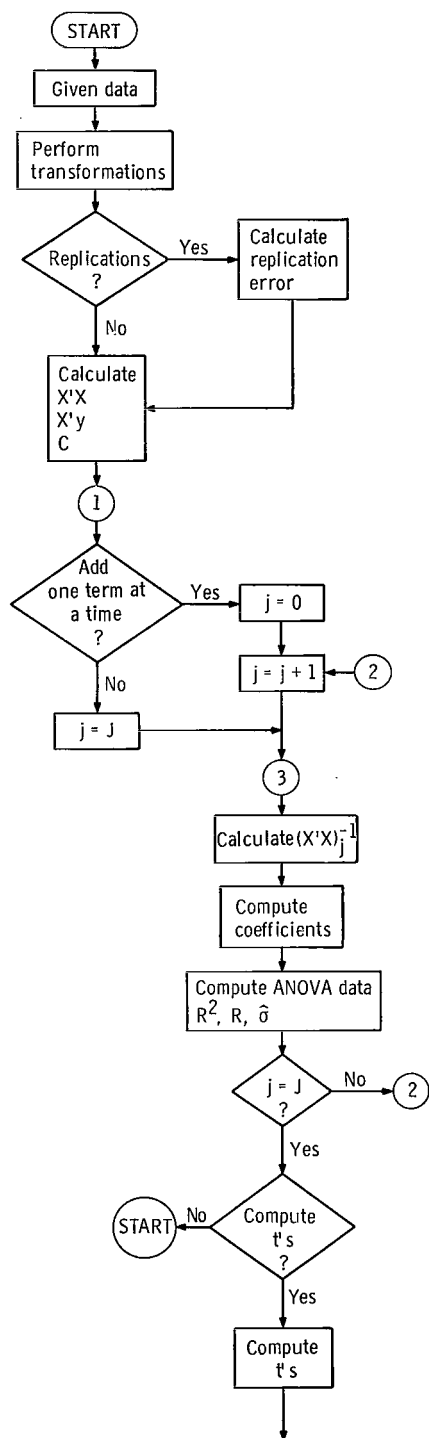 START
Given data
Perform
transformations
Replications
?
Yes
Calculate
replication
error
No
Calculate
X'X
X'y
C
1
Add
one term at
a time
?
Yes
j = 0
j = j + 1
2
No
j = J
3
Calculate (X'X)_j^{-1}
Compute
coefficients
Compute ANOVA data
R², R, σ̂
j = J
?
No
2
Yes
Compute
t's
?
No
START
Yes
Compute
t's